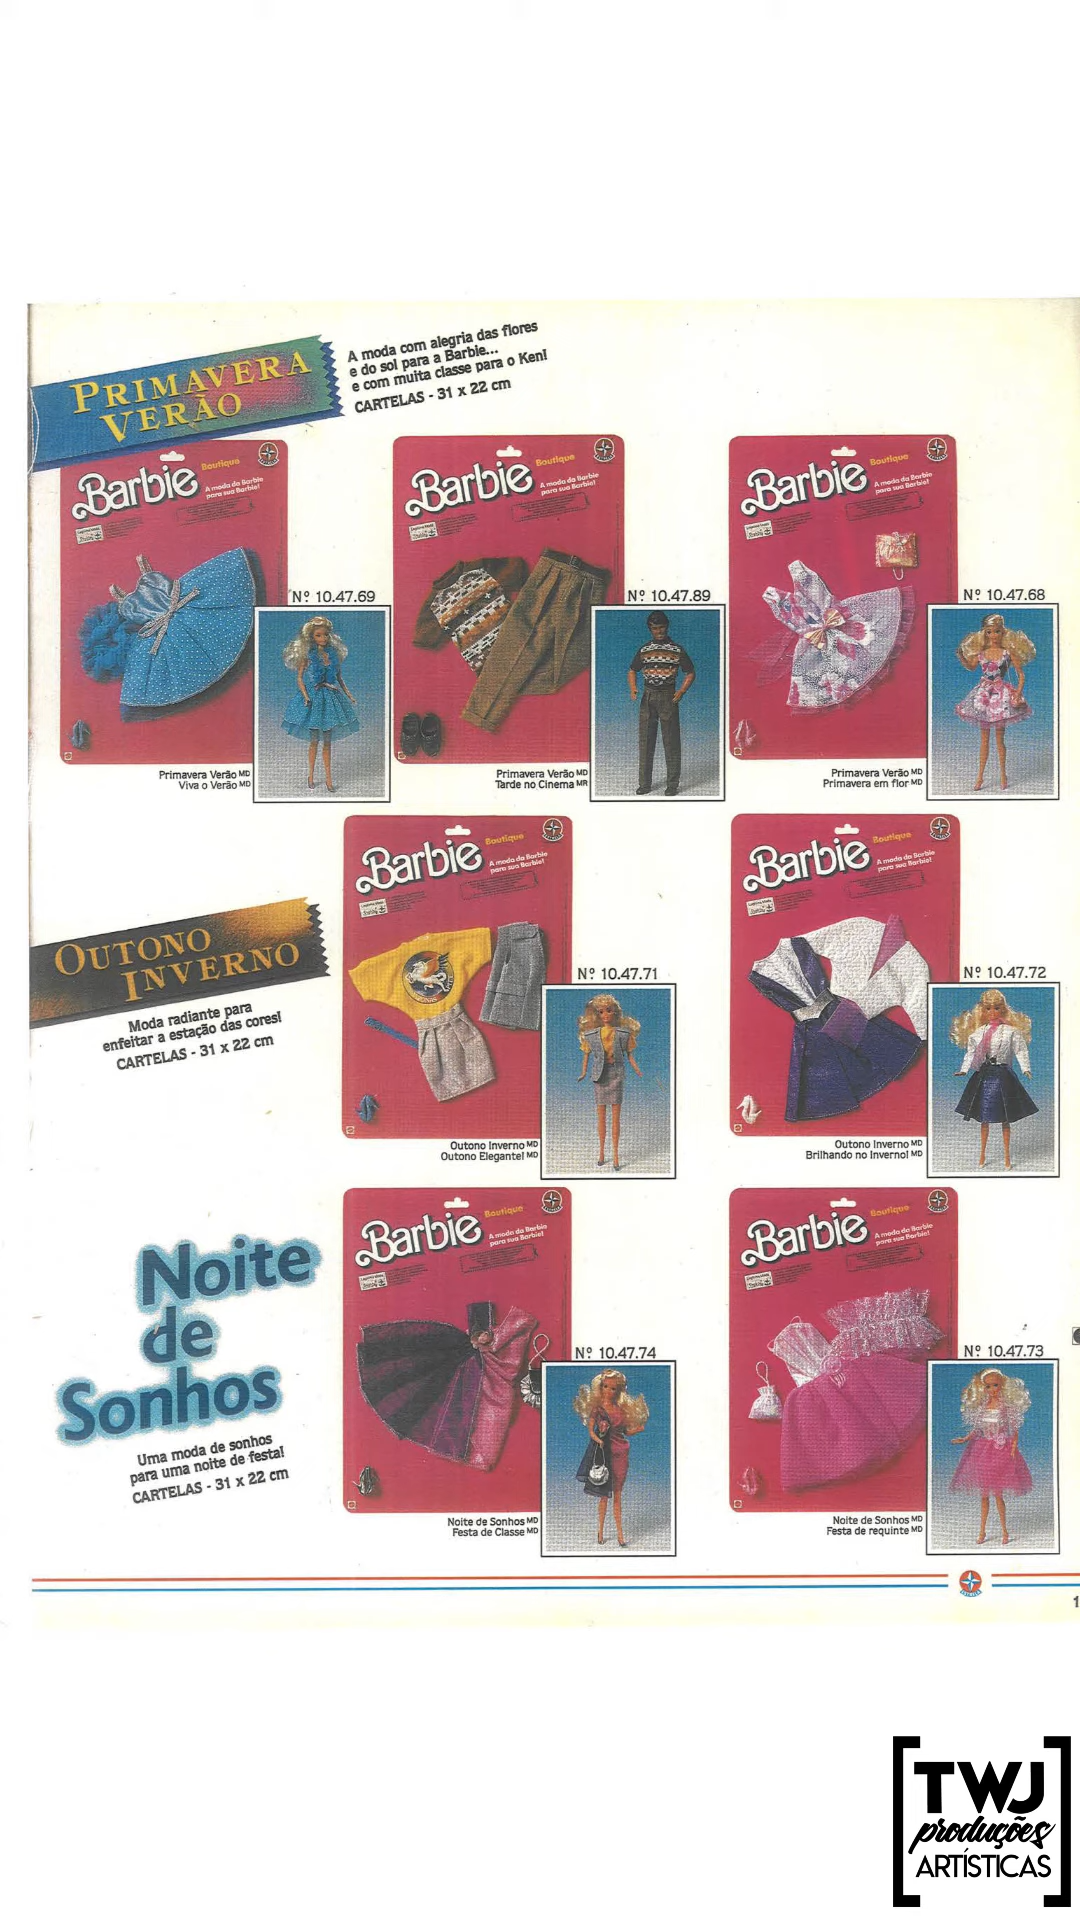 PRIMAVERA
VERÃO
A moda com alegria das flores
e do sol para a Barbie...
e com muita classe para o Ken!
CARTELAS - 31 x 22 cm
Barbie
Boutique
A moda da Barbie
para sua Barbie!
Nº 10.47.69
Primavera Verão MD
Viva o Verão MD
Barbie
Boutique
A moda da Barbie
para sua Barbie!
Nº 10.47.89
Primavera Verão MD
Tarde no Cinema MR
Barbie
Boutique
A moda da Barbie
para sua Barbie!
Nº 10.47.68
Primavera Verão MD
Primavera em flor MD
OUTONO
INVERNO
Moda radiante para
enfeitar a estação das cores!
CARTELAS - 31 x 22 cm
Barbie
Boutique
A moda da Barbie
para sua Barbie!
Nº 10.47.71
Outono Inverno MD
Outono Elegante! MD
Barbie
Boutique
A moda da Barbie
para sua Barbie!
Nº 10.47.72
Outono Inverno MD
Brilhando no Inverno! MD
Noite
de
Sonhos
Uma moda de sonhos
para uma noite de festa!
CARTELAS - 31 x 22 cm
Barbie
Boutique
A moda da Barbie
para sua Barbie!
Nº 10.47.74
Noite de Sonhos MD
Festa de Classe MD
Barbie
Boutique
A moda da Barbie
para sua Barbie!
Nº 10.47.73
Noite de Sonhos MD
Festa de requinte MD
ESTRELA
1
TWJ
produções
ARTÍSTICAS